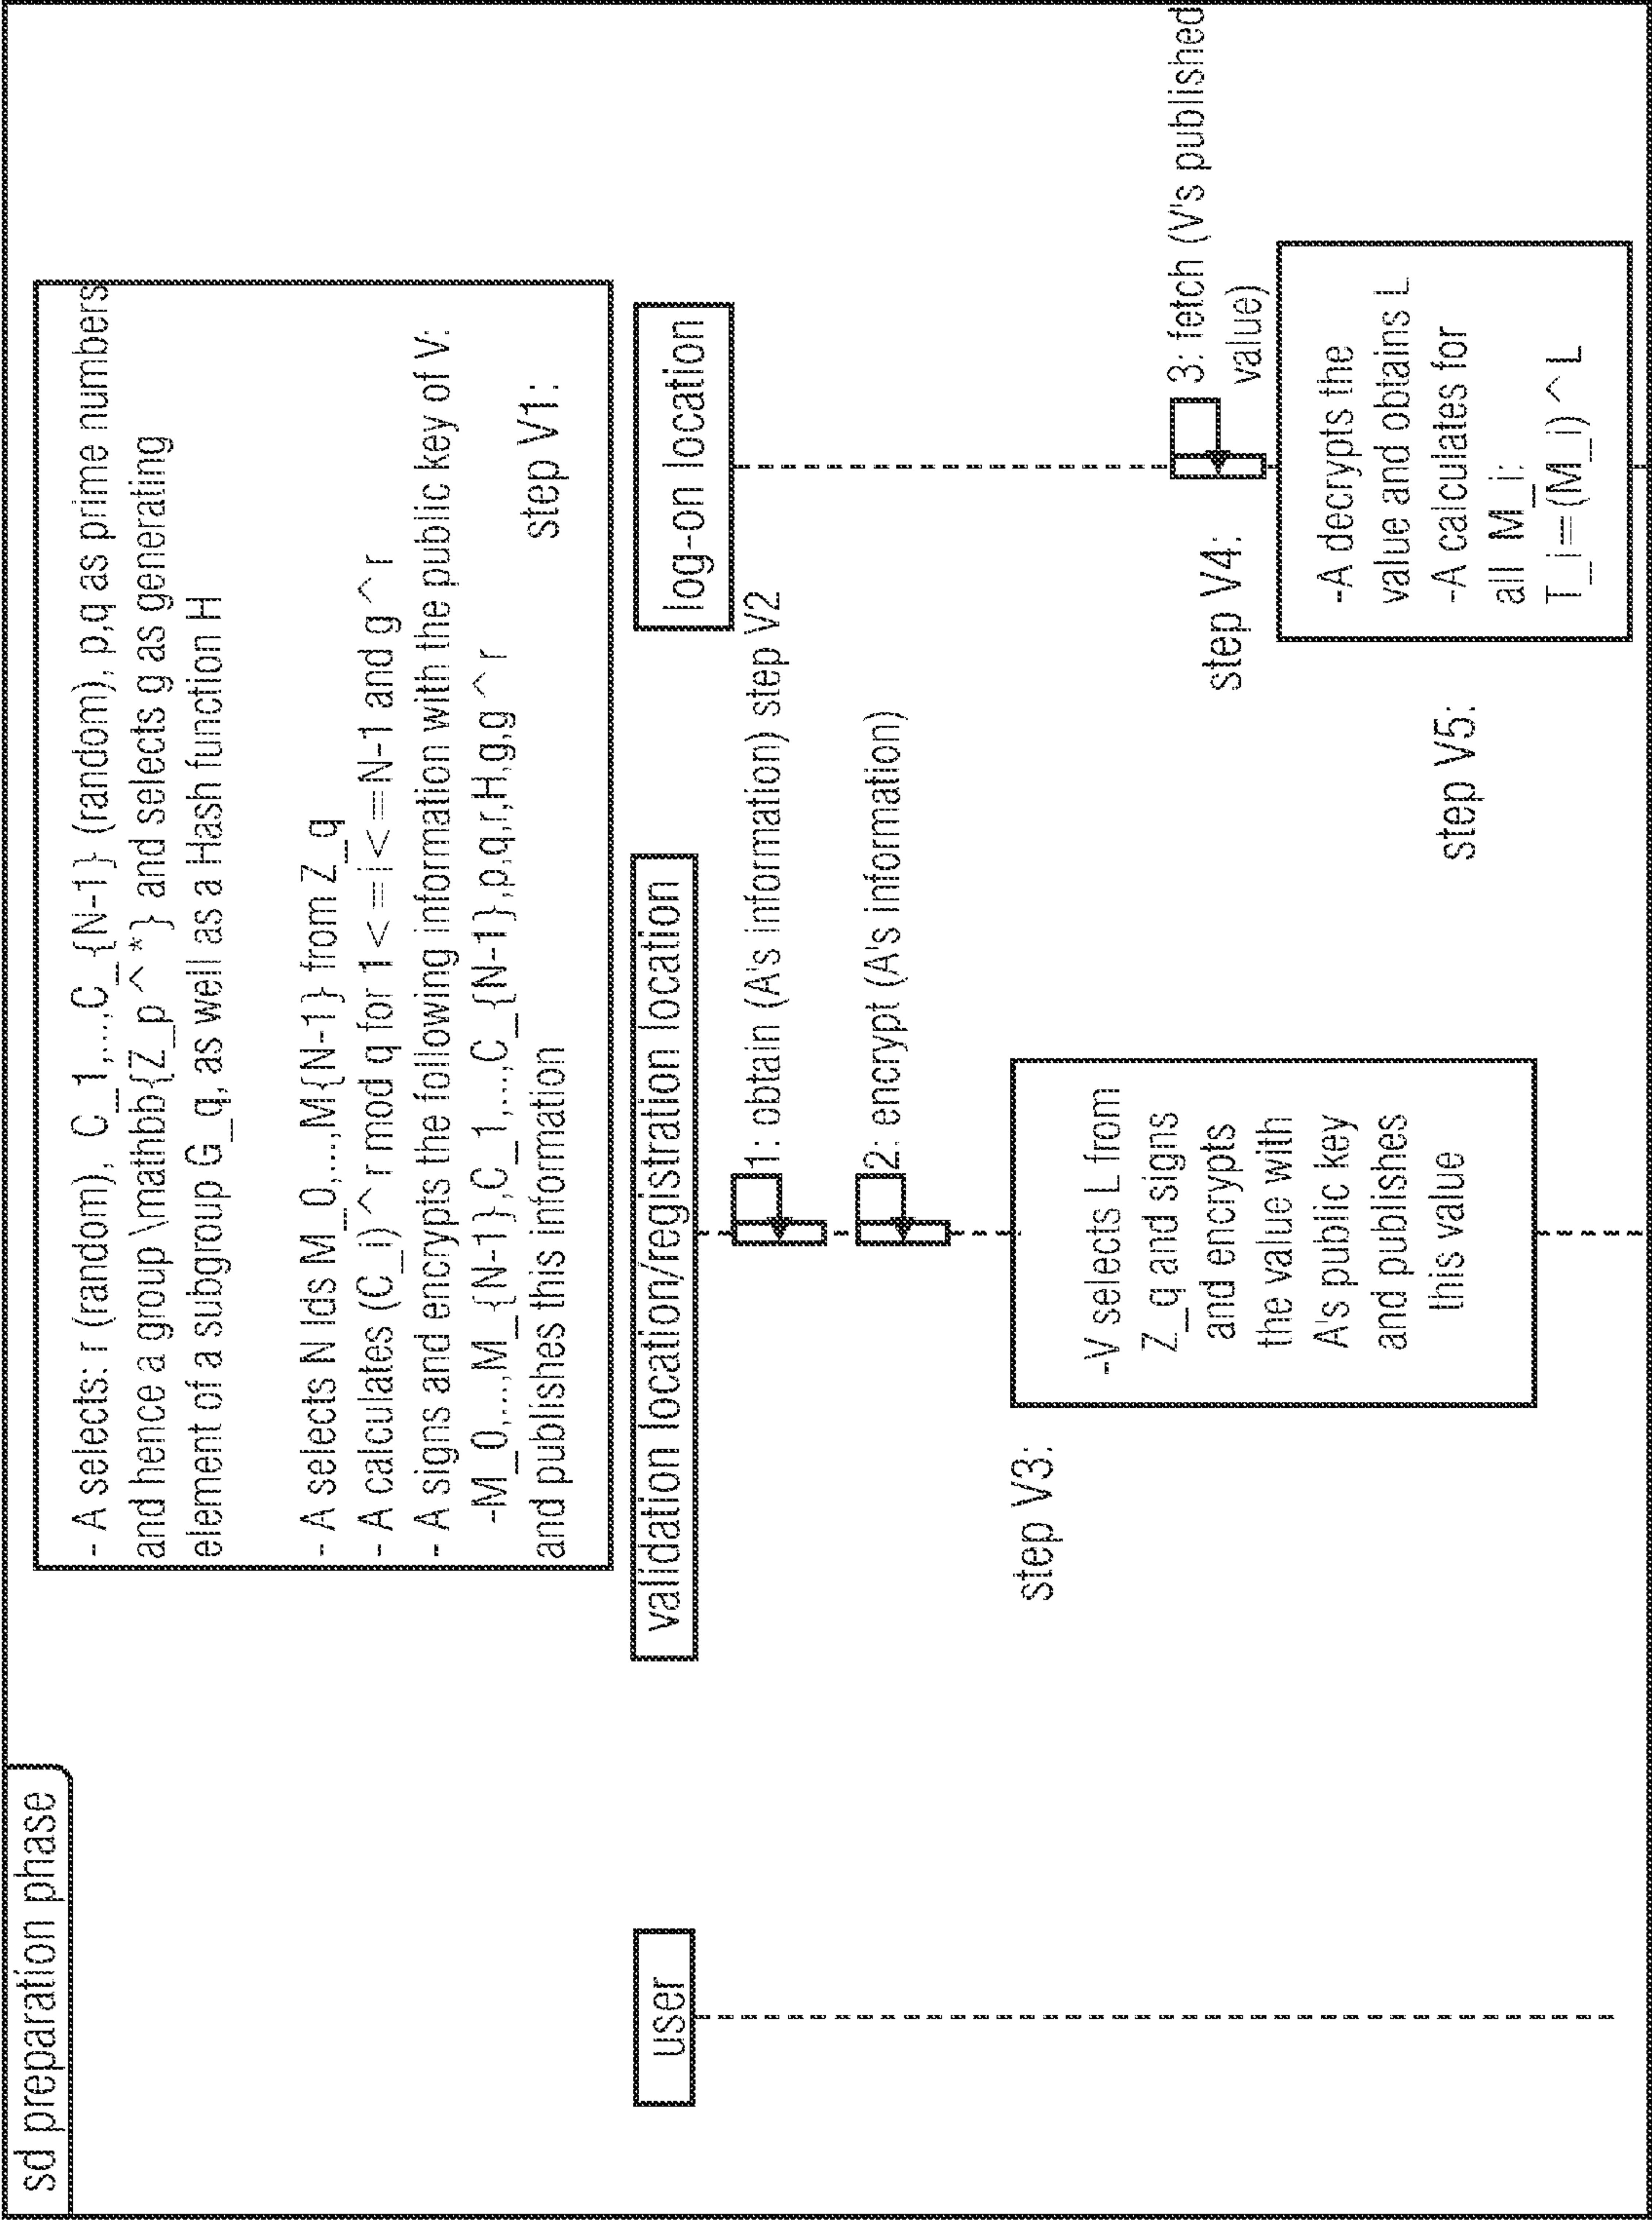 sd preparation phase
- A selects: r (random), C_1,...,C_{N-1} (random), p,q as prime numbers
and hence a group \mathbb{Z_p^*} and selects g as generating
element of a subgroup G_q, as well as a Hash function H
- A selects N Ids M_0,...,M{N-1} from Z_q
- A calculates (C_i)^r mod q for 1<=i<=N-1 and g^r
- A signs and encrypts the following information with the public key of V:
-M_0,...,M_{N-1},C_1,...,C_{N-1},p,q,r,H,g,g^r
and publishes this information
step V1:
user
validation location/registration location
log-on location
1: obtain (A's information) step V2
2: encrypt (A's information)
step V3:
-V selects L from
Z_q and signs
and encrypts
the value with
A's public key
and publishes
this value
step V4:
3: fetch (V's published
value)
step V5:
-A decrypts the
value and obtains L
-A calculates for
all M_i:
T_i=(M_i)^L